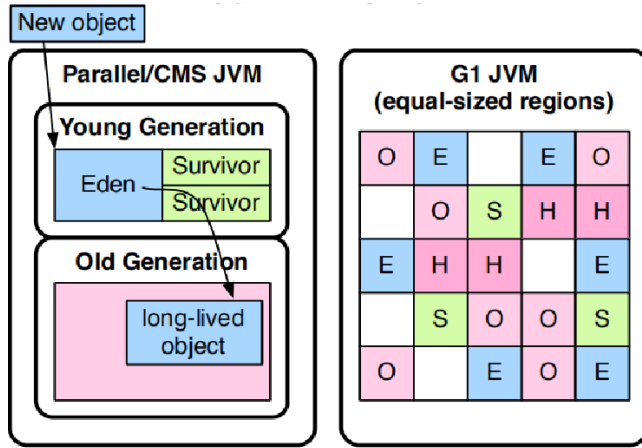 New object
Parallel/CMS JVM
Young Generation
Eden
Survivor
Survivor
Old Generation
long-lived
object
G1 JVM
(equal-sized regions)
O E E O
O S H H
E H H E
S O O S
O E O E